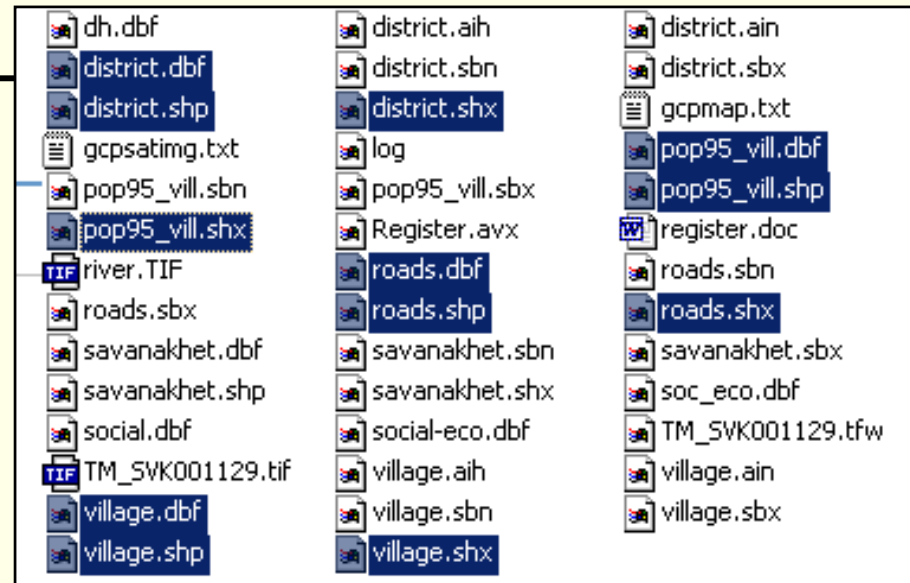 dh.dbf district.aih district.ain
district.dbf district.sbn district.sbx
district.shp district.shx gcpmap.txt
gcpsatimg.txt log pop95_vill.dbf
pop95_vill.sbn pop95_vill.sbx pop95_vill.shp
pop95_vill.shx Register.avx register.doc
TIF river.TIF roads.dbf roads.sbn
roads.sbx roads.shp roads.shx
savanakhet.dbf savanakhet.sbn savanakhet.sbx
savanakhet.shp savanakhet.shx soc_eco.dbf
social.dbf social-eco.dbf TM_SVK001129.tfw
TIF TM_SVK001129.tif village.aih village.ain
village.dbf village.sbn village.sbx
village.shp village.shx